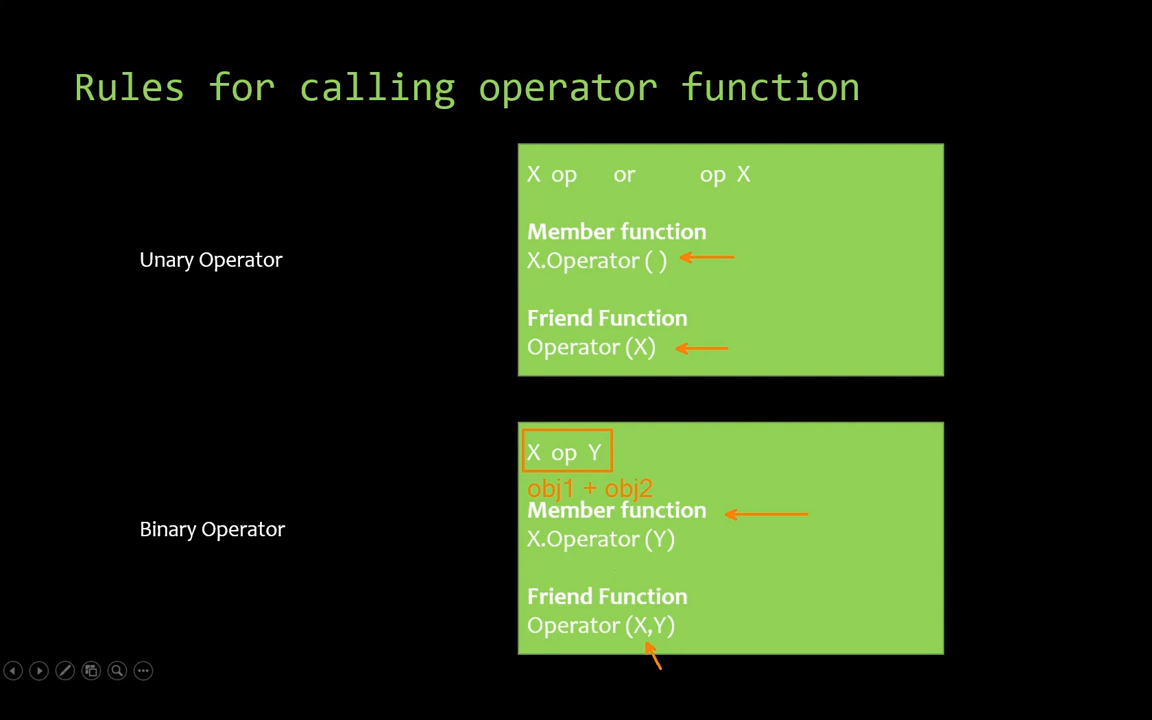 Rules for calling operator function
Unary Operator
X op or op X
Member function
X.Operator ( )
Friend Function
Operator (X)
Binary Operator
X op Y
obj1 + obj2
Member function
X.Operator (Y)
Friend Function
Operator (X,Y)